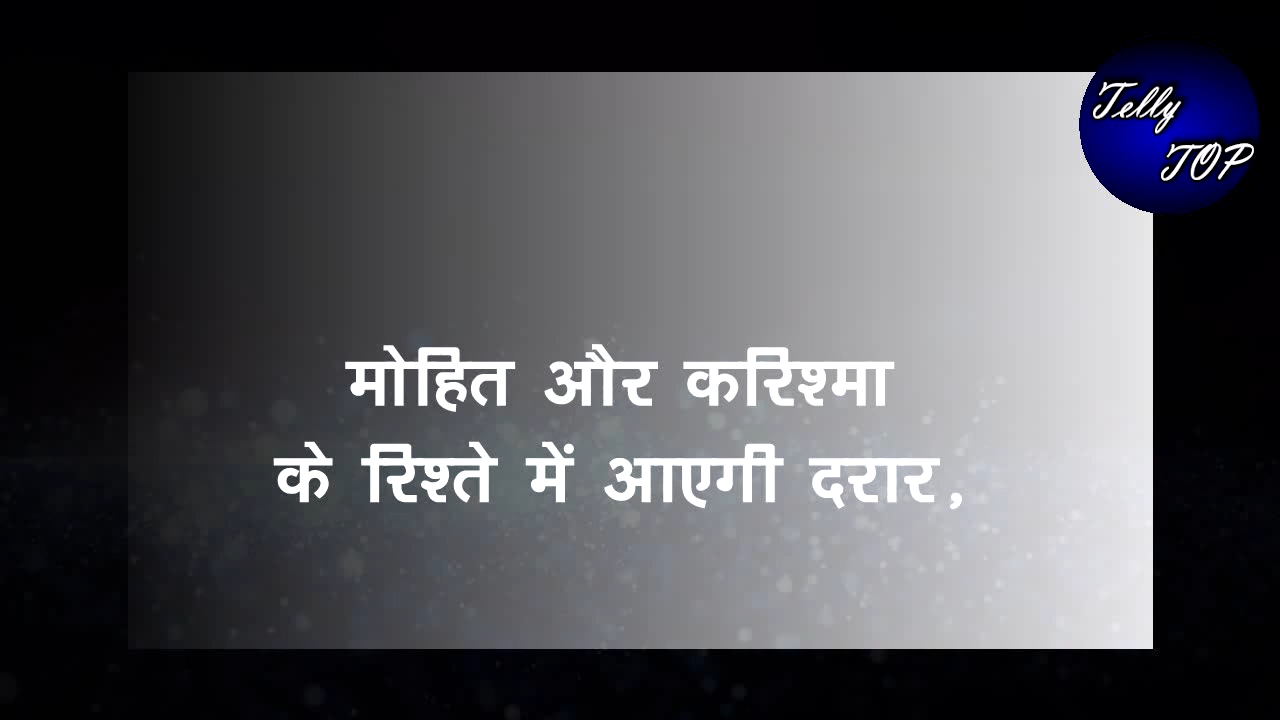 Telly
TOP
मोहित और करिश्मा
के रिश्ते में आएगी दरार,